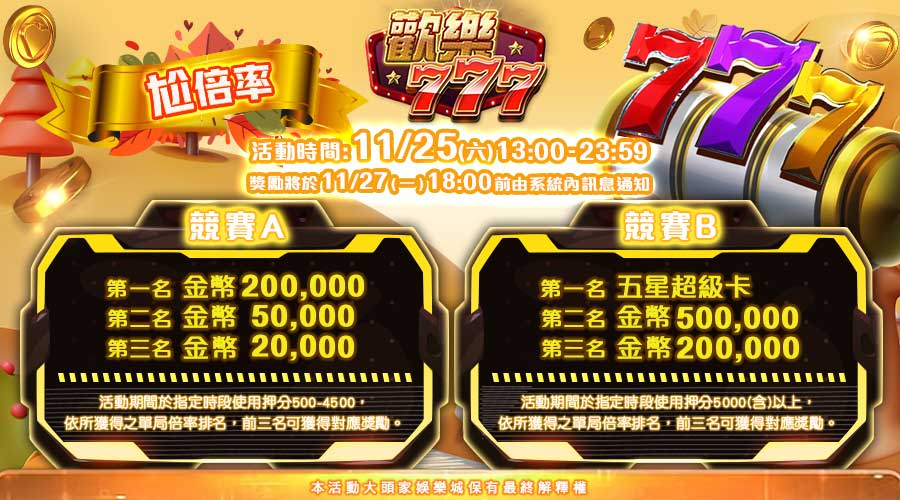 歡樂
777
尬倍率
777
活動時間:11/25(六)13:00-23:59
獎勵將於11/27(一)18:00前由系統內訊息通知
競賽A
第一名 金幣 200,000
第二名 金幣 50,000
第三名 金幣 20,000
活動期間於指定時段使用押分500-4500,
依所獲得之單局倍率排名,前三名可獲得對應獎勵。
競賽B
第一名 五星超級卡
第二名 金幣 500,000
第三名 金幣 200,000
活動期間於指定時段使用押分5000(含)以上,
依所獲得之單局倍率排名,前三名可獲得對應獎勵。
本活動大頭家娛樂城保有最終解釋權